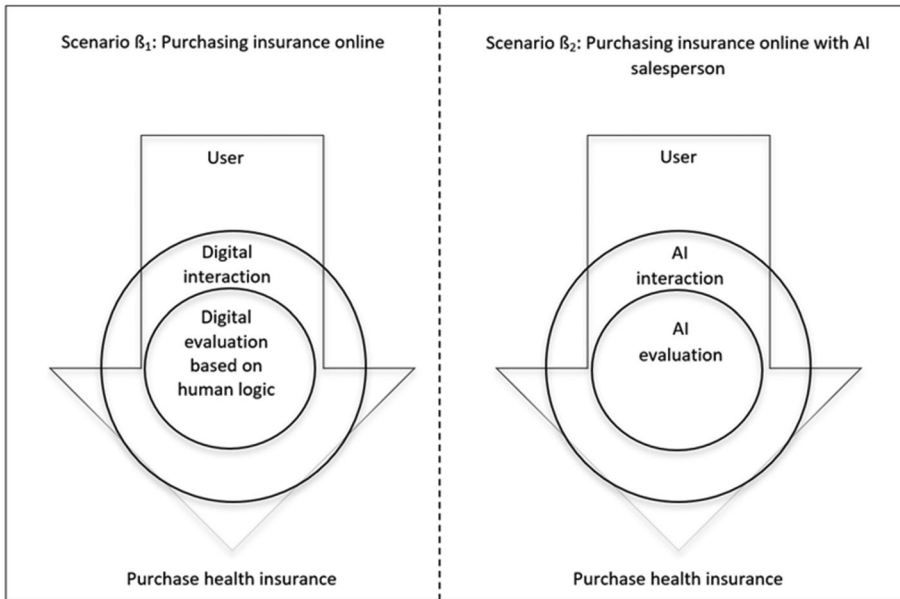 Scenario ß₁: Purchasing insurance online
User
Digital
interaction
Digital
evaluation
based on
human logic
Purchase health insurance
Scenario ß₂: Purchasing insurance online with AI
salesperson
User
AI
interaction
AI
evaluation
Purchase health insurance